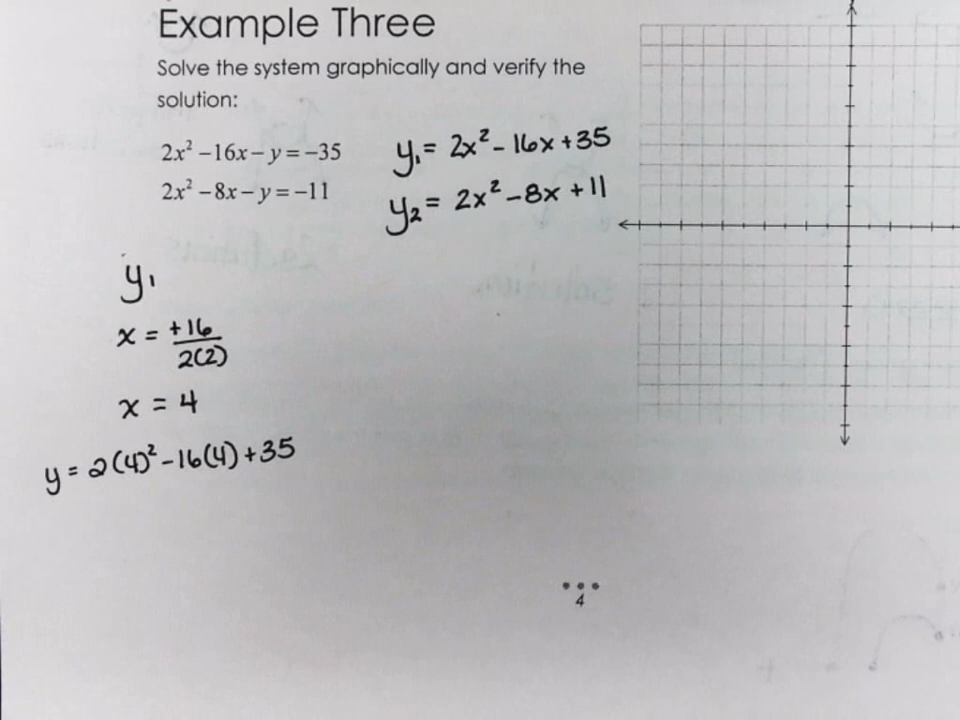 Example Three
Solve the system graphically and verify the
solution:
2x² – 16x – y = –35
2x² – 8x – y = –11
y₁ = 2x² - 16x + 35
y₂ = 2x² - 8x + 11
y₁
x = +16
2(2)
x = 4
y = 2(4)² - 16(4) + 35
4